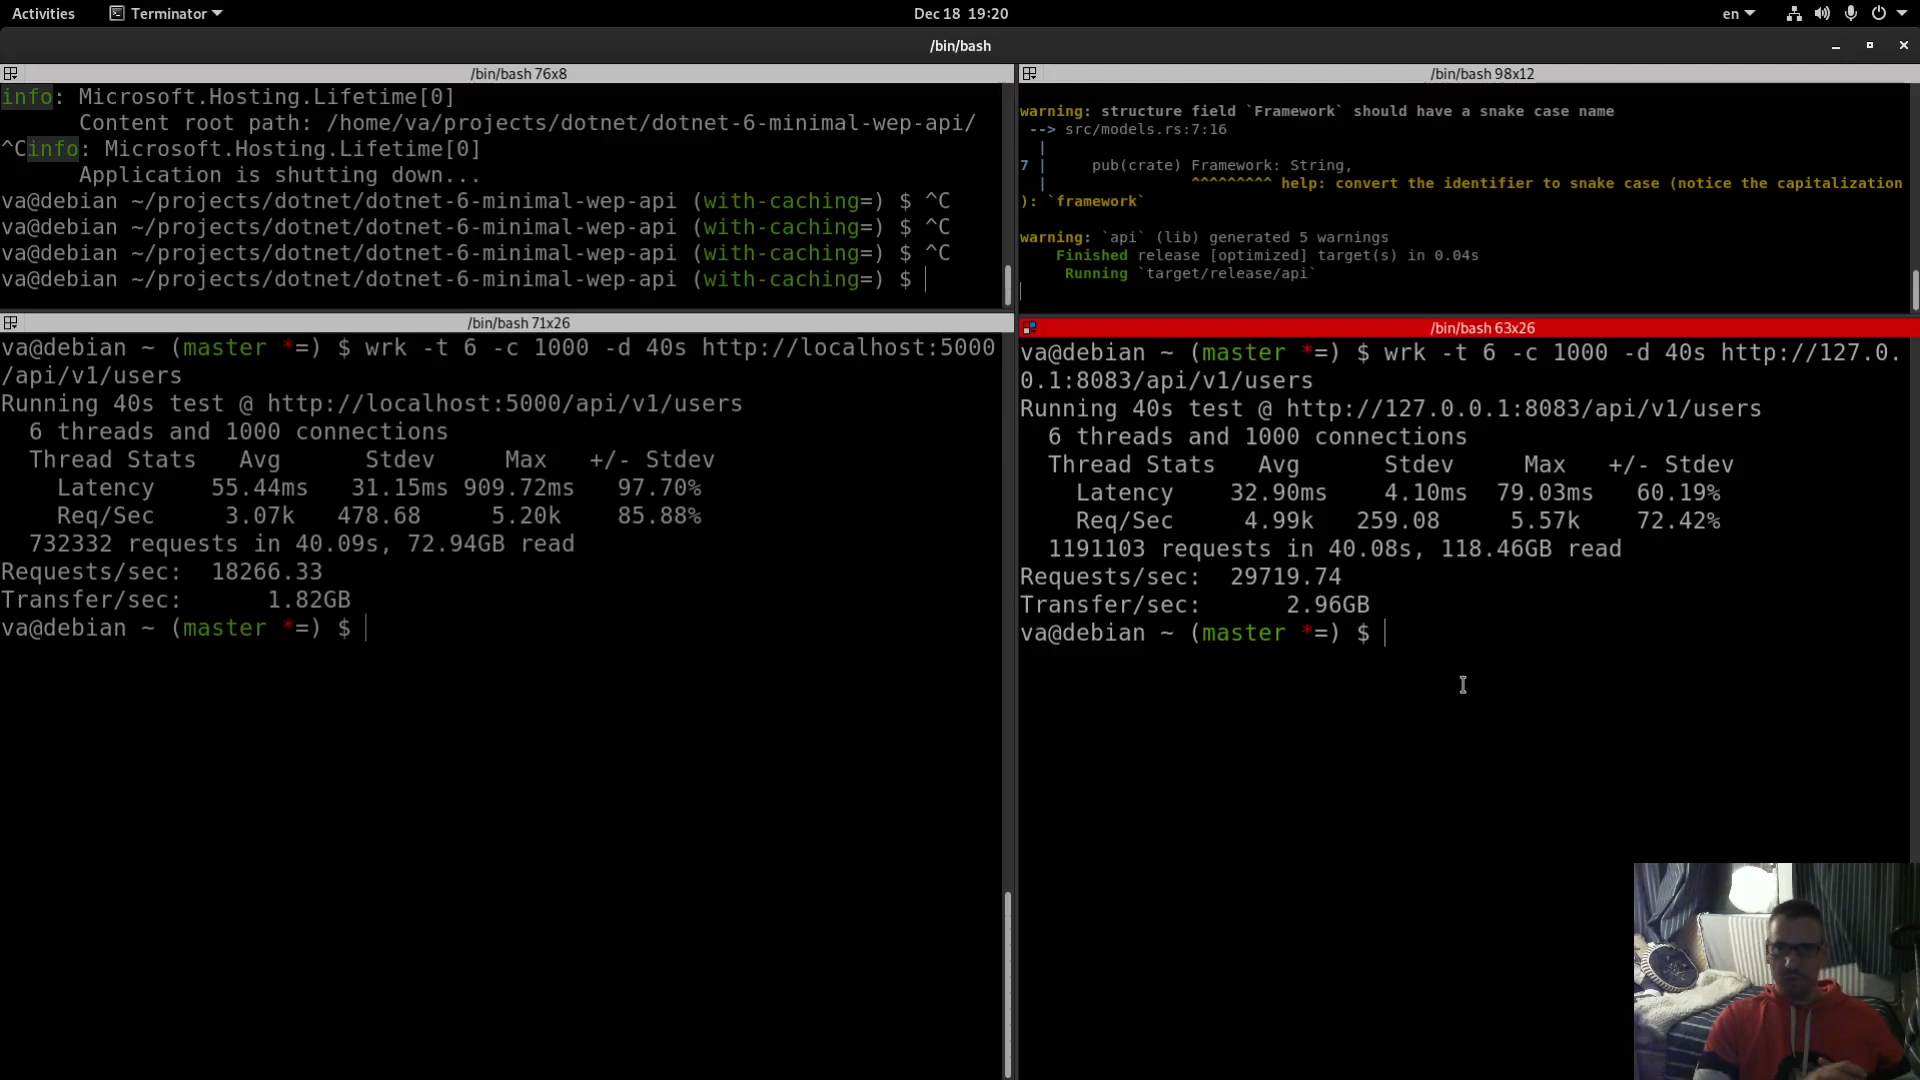 Activities Terminator Dec 18 19:20 en
/bin/bash
/bin/bash 76x8
info: Microsoft.Hosting.Lifetime[0]
Content root path: /home/va/projects/dotnet/dotnet-6-minimal-wep-api/
^Cinfo: Microsoft.Hosting.Lifetime[0]
Application is shutting down...
va@debian ~/projects/dotnet/dotnet-6-minimal-wep-api (with-caching=) $ ^C
va@debian ~/projects/dotnet/dotnet-6-minimal-wep-api (with-caching=) $ ^C
va@debian ~/projects/dotnet/dotnet-6-minimal-wep-api (with-caching=) $ ^C
va@debian ~/projects/dotnet/dotnet-6-minimal-wep-api (with-caching=) $
/bin/bash 98x12
warning: structure field `Framework` should have a snake case name
--> src/models.rs:7:16
|
7 | pub(crate) Framework: String,
| ^^^^^^^^^ help: convert the identifier to snake case (notice the capitalization
): `framework`
warning: `api` (lib) generated 5 warnings
Finished release [optimized] target(s) in 0.04s
Running `target/release/api`
/bin/bash 71x26
va@debian ~ (master *=) $ wrk -t 6 -c 1000 -d 40s http://localhost:5000
/api/v1/users
Running 40s test @ http://localhost:5000/api/v1/users
6 threads and 1000 connections
Thread Stats Avg Stdev Max +/- Stdev
Latency 55.44ms 31.15ms 909.72ms 97.70%
Req/Sec 3.07k 478.68 5.20k 85.88%
732332 requests in 40.09s, 72.94GB read
Requests/sec: 18266.33
Transfer/sec: 1.82GB
va@debian ~ (master *=) $
/bin/bash 63x26
va@debian ~ (master *=) $ wrk -t 6 -c 1000 -d 40s http://127.0.
0.1:8083/api/v1/users
Running 40s test @ http://127.0.0.1:8083/api/v1/users
6 threads and 1000 connections
Thread Stats Avg Stdev Max +/- Stdev
Latency 32.90ms 4.10ms 79.03ms 60.19%
Req/Sec 4.99k 259.08 5.57k 72.42%
1191103 requests in 40.08s, 118.46GB read
Requests/sec: 29719.74
Transfer/sec: 2.96GB
va@debian ~ (master *=) $